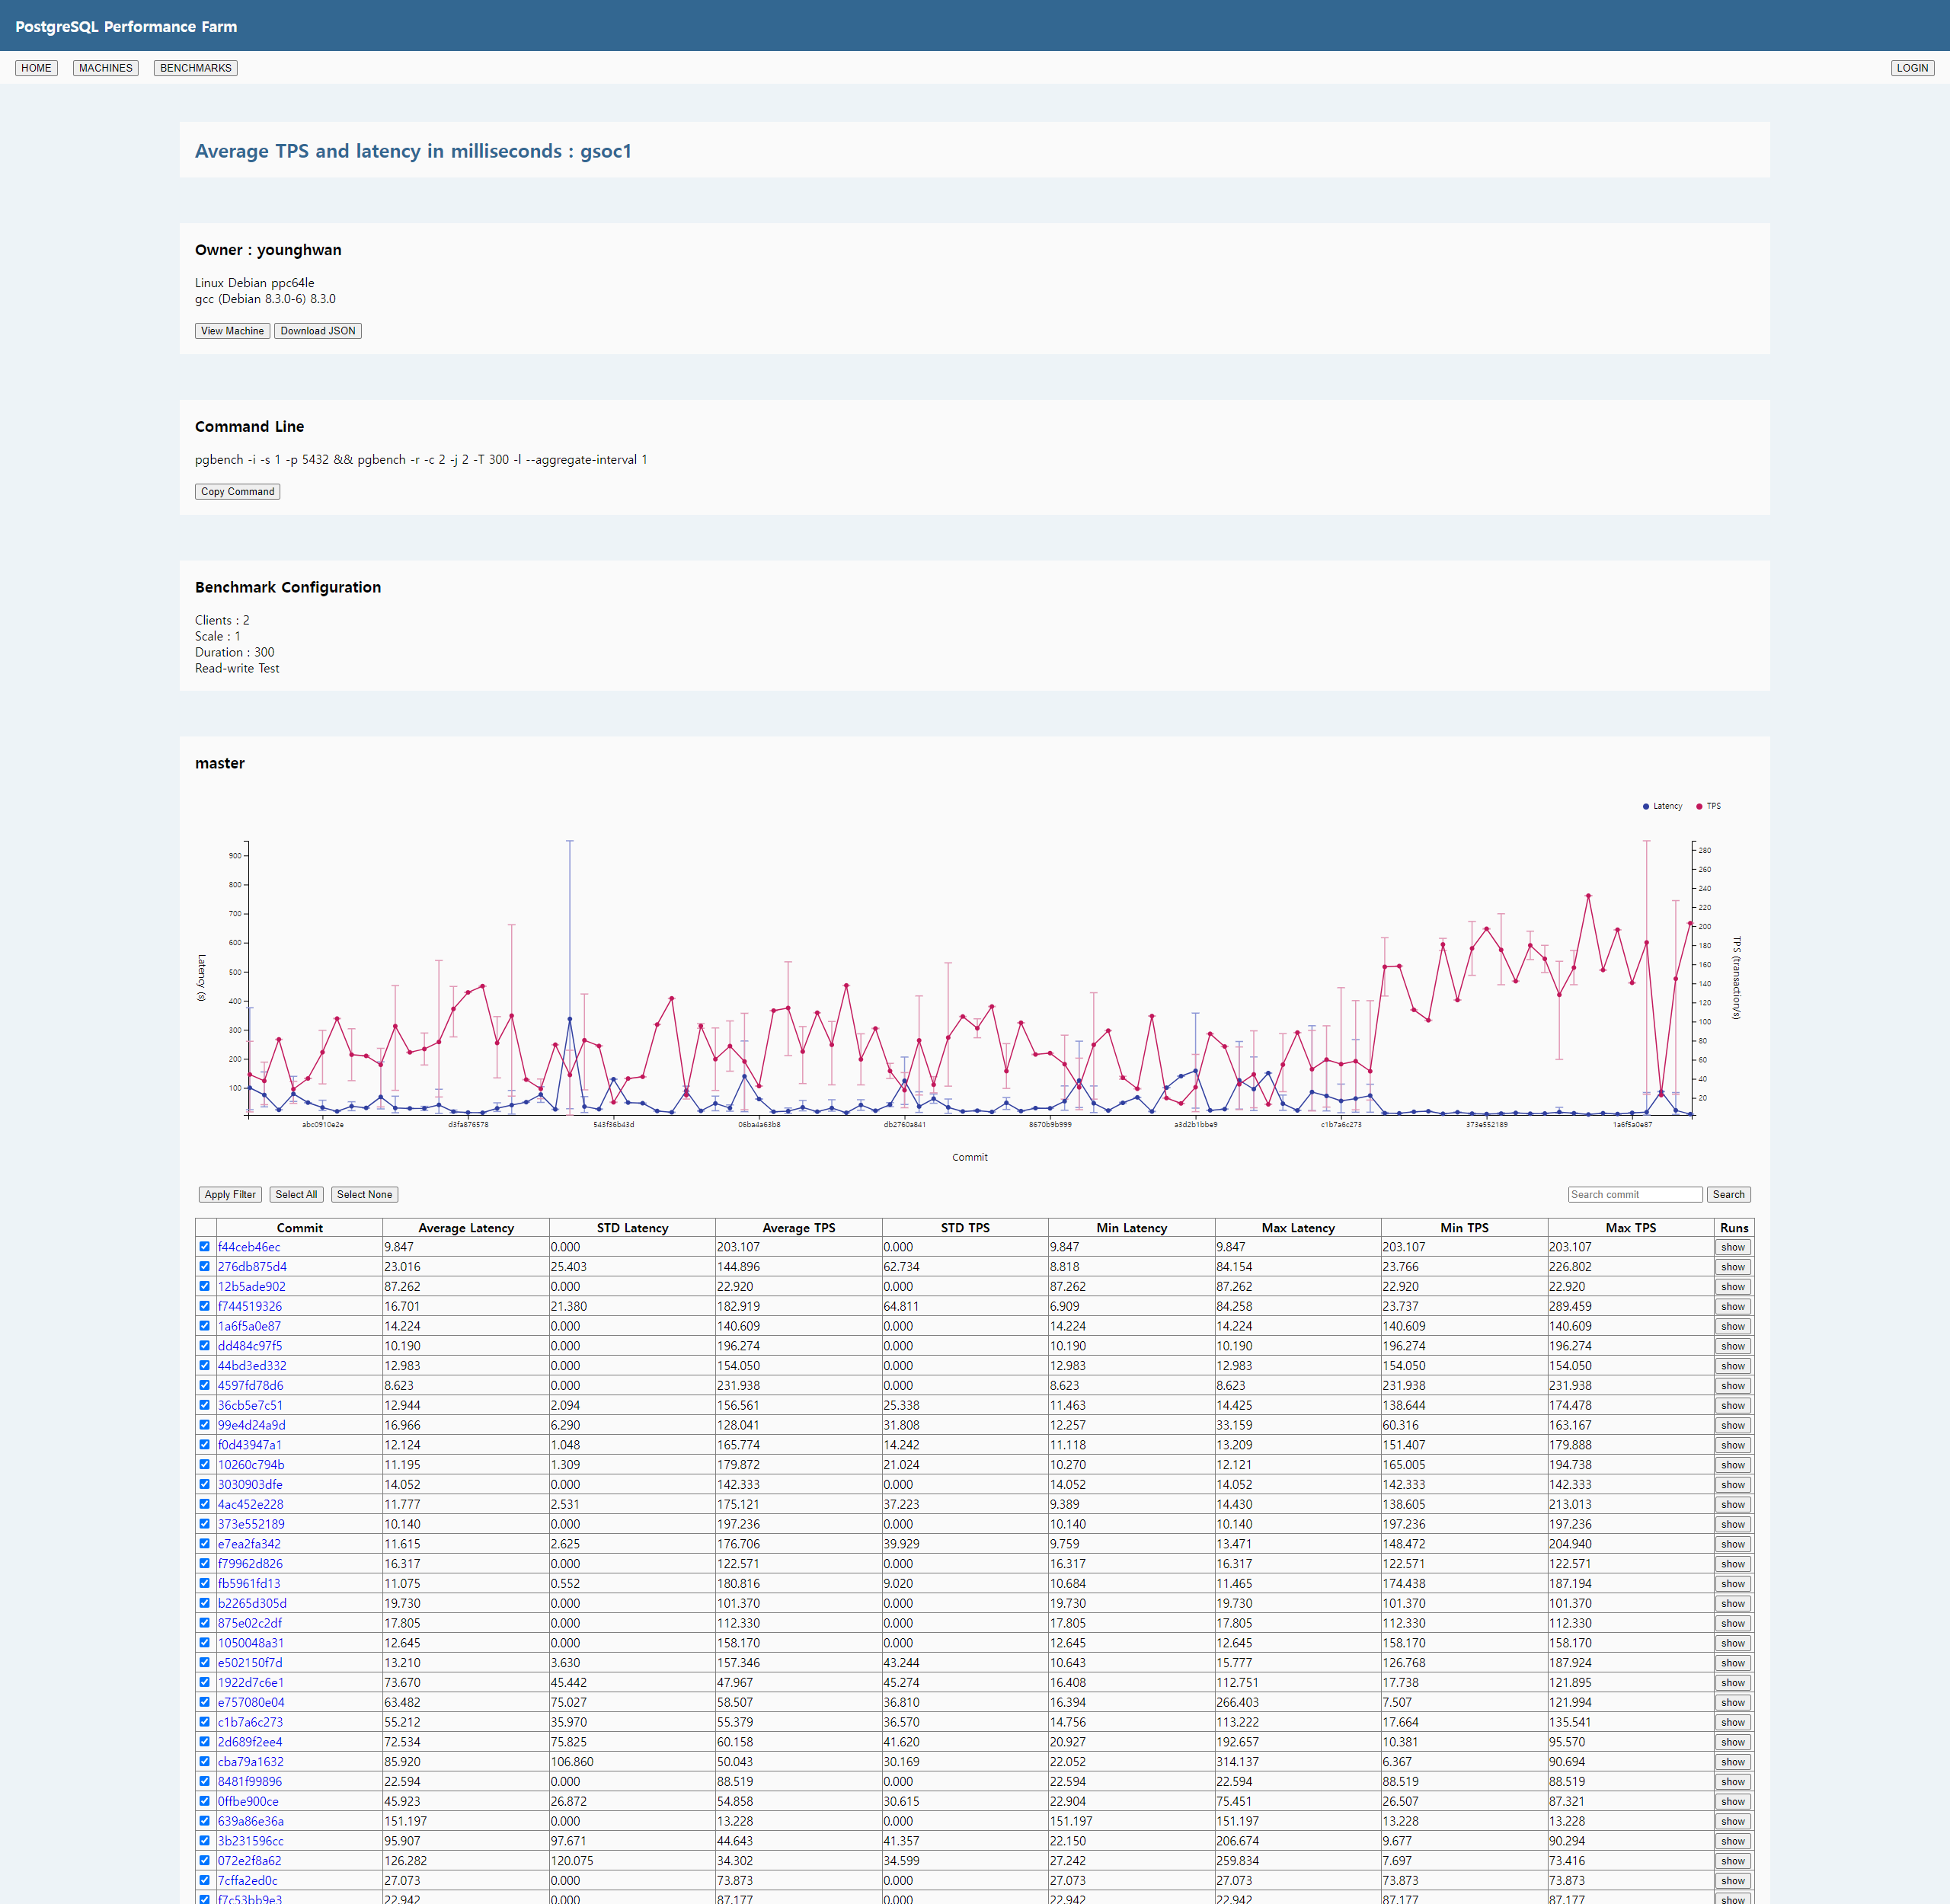 PostgreSQL Performance Farm
HOME MACHINES BENCHMARKS LOGIN
Average TPS and latency in milliseconds : gsoc1
Owner : younghwan
Linux Debian ppc64le
gcc (Debian 8.3.0-6) 8.3.0
View Machine Download JSON
Command Line
pgbench -i -s 1 -p 5432 && pgbench -r -c 2 -j 2 -T 300 -l --aggregate-interval 1
Copy Command
Benchmark Configuration
Clients : 2
Scale : 1
Duration : 300
Read-write Test
master
Latency TPS
900
800
700
600
500
400
300
200
100
Latency (s)
280
260
240
220
200
180
160
140
120
100
80
60
40
20
TPS (transaction/s)
abc0910e2e d3fa876578 543f36b43d 06ba4a63b8 db2760a841 8670b9b999 a3d2b1bbe9 c1b7a6c273 373e552189 1a6f5a0e87
Commit
Apply Filter Select All Select None Search commit Search
Commit Average Latency STD Latency Average TPS STD TPS Min Latency Max Latency Min TPS Max TPS Runs
f44ceb46ec 9.847 0.000 203.107 0.000 9.847 9.847 203.107 203.107 show
276db875d4 23.016 25.403 144.896 62.734 8.818 84.154 23.766 226.802 show
12b5ade902 87.262 0.000 22.920 0.000 87.262 87.262 22.920 22.920 show
f744519326 16.701 21.380 182.919 64.811 6.909 84.258 23.737 289.459 show
1a6f5a0e87 14.224 0.000 140.609 0.000 14.224 14.224 140.609 140.609 show
dd484c97f5 10.190 0.000 196.274 0.000 10.190 10.190 196.274 196.274 show
44bd3ed332 12.983 0.000 154.050 0.000 12.983 12.983 154.050 154.050 show
4597fd78d6 8.623 0.000 231.938 0.000 8.623 8.623 231.938 231.938 show
36cb5e7c51 12.944 2.094 156.561 25.338 11.463 14.425 138.644 174.478 show
99e4d24a9d 16.966 6.290 128.041 31.808 12.257 33.159 60.316 163.167 show
f0d43947a1 12.124 1.048 165.774 14.242 11.118 13.209 151.407 179.888 show
10260c794b 11.195 1.309 179.872 21.024 10.270 12.121 165.005 194.738 show
3030903dfe 14.052 0.000 142.333 0.000 14.052 14.052 142.333 142.333 show
4ac452e228 11.777 2.531 175.121 37.223 9.389 14.430 138.605 213.013 show
373e552189 10.140 0.000 197.236 0.000 10.140 10.140 197.236 197.236 show
e7ea2fa342 11.615 2.625 176.706 39.929 9.759 13.471 148.472 204.940 show
f79962d826 16.317 0.000 122.571 0.000 16.317 16.317 122.571 122.571 show
fb5961fd13 11.075 0.552 180.816 9.020 10.684 11.465 174.438 187.194 show
b2265d305d 19.730 0.000 101.370 0.000 19.730 19.730 101.370 101.370 show
875e02c2df 17.805 0.000 112.330 0.000 17.805 17.805 112.330 112.330 show
1050048a31 12.645 0.000 158.170 0.000 12.645 12.645 158.170 158.170 show
e502150f7d 13.210 3.630 157.346 43.244 10.643 15.777 126.768 187.924 show
1922d7c6e1 73.670 45.442 47.967 45.274 16.408 112.751 17.738 121.895 show
e757080e04 63.482 75.027 58.507 36.810 16.394 266.403 7.507 121.994 show
c1b7a6c273 55.212 35.970 55.379 36.570 14.756 113.222 17.664 135.541 show
2d689f2ee4 72.534 75.825 60.158 41.620 20.927 192.657 10.381 95.570 show
cba79a1632 85.920 106.860 50.043 30.169 22.052 314.137 6.367 90.694 show
8481f99896 22.594 0.000 88.519 0.000 22.594 22.594 88.519 88.519 show
0ffbe900ce 45.923 26.872 54.858 30.615 22.904 75.451 26.507 87.321 show
639a86e36a 151.197 0.000 13.228 0.000 151.197 151.197 13.228 13.228 show
3b231596cc 95.907 97.671 44.643 41.357 22.150 206.674 9.677 90.294 show
072e2f8a62 126.282 120.075 34.302 34.599 27.242 259.834 7.697 73.416 show
7cffa2ed0c 27.073 0.000 73.873 0.000 27.073 27.073 73.873 73.873 show
f7c53bb9e3 22.942 0.000 87.177 0.000 22.942 22.942 87.177 87.177 show